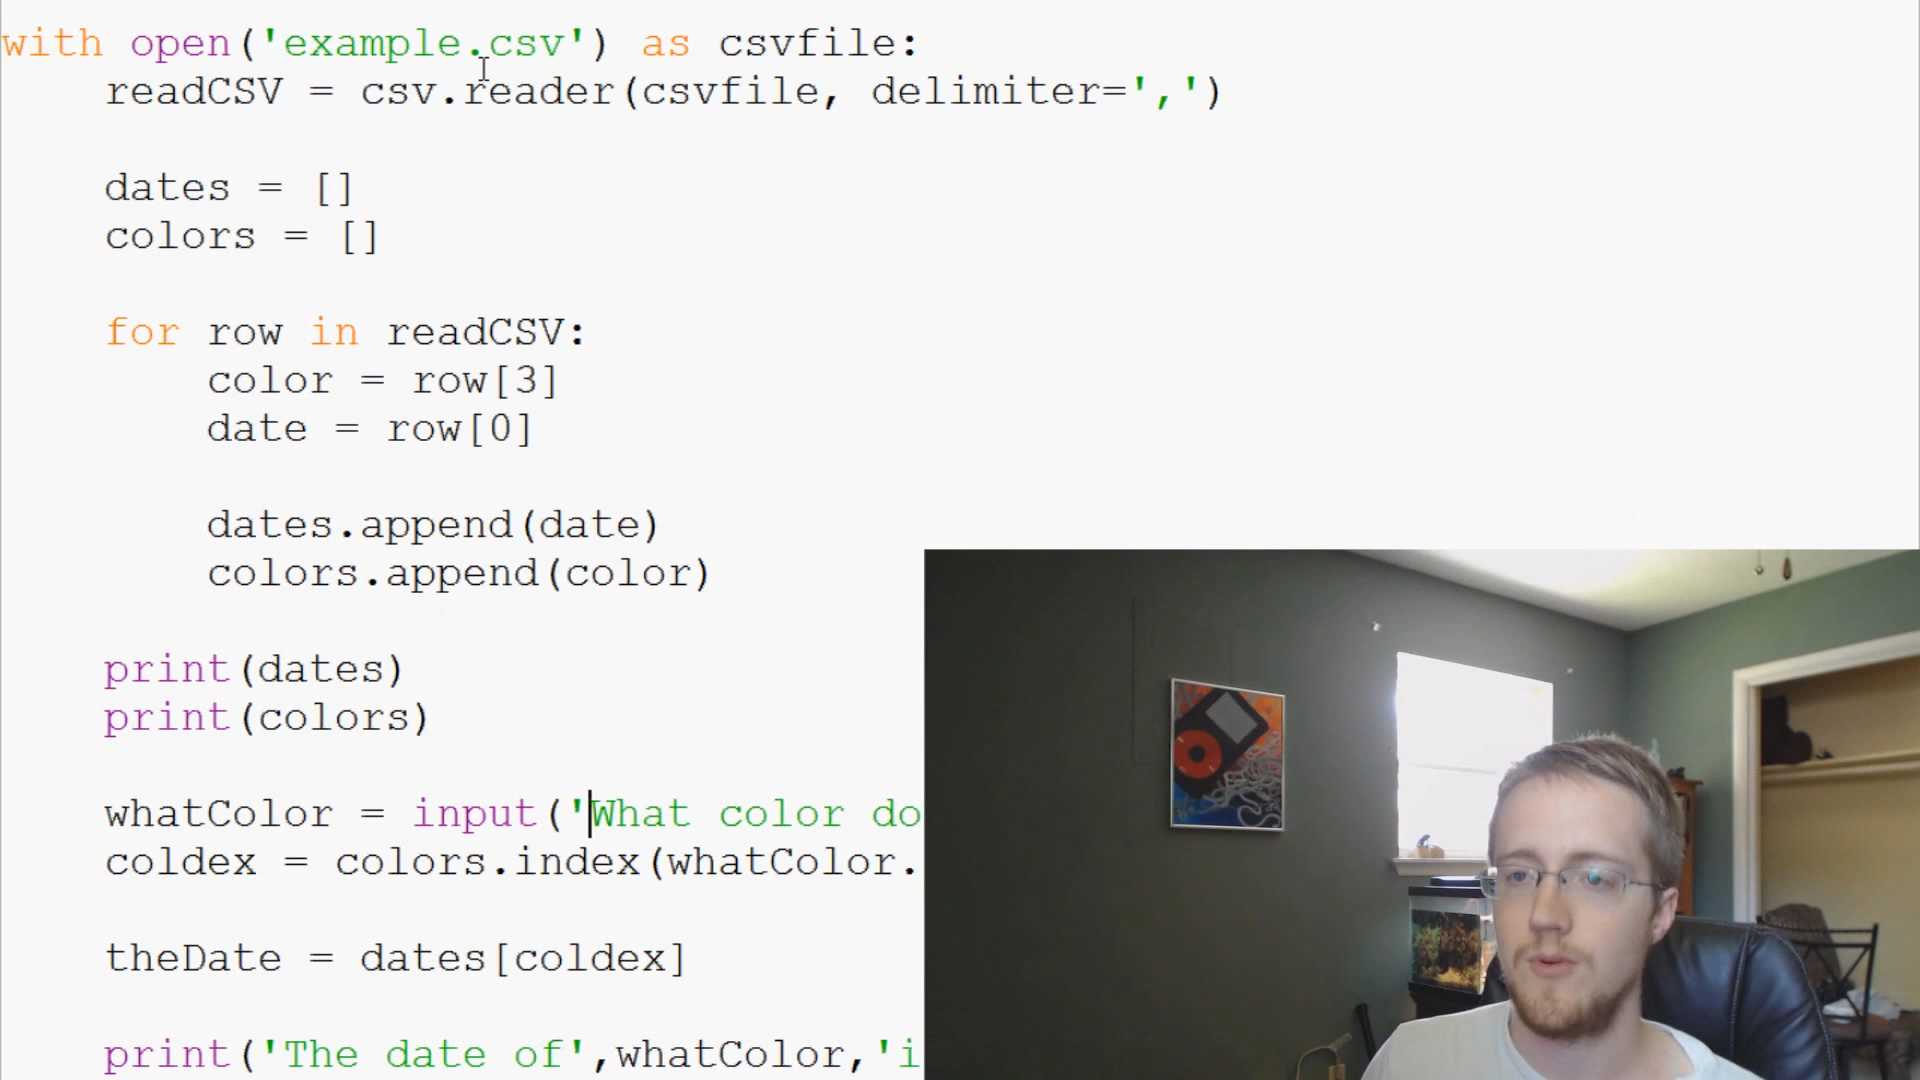 with open('example.csv') as csvfile:
readCSV = csv.reader(csvfile, delimiter=',')
dates = []
colors = []
for row in readCSV:
color = row[3]
date = row[0]
dates.append(date)
colors.append(color)
print(dates)
print(colors)
whatColor = input('What color do
coldex = colors.index(whatColor.
theDate = dates[coldex]
print('The date of',whatColor,'i